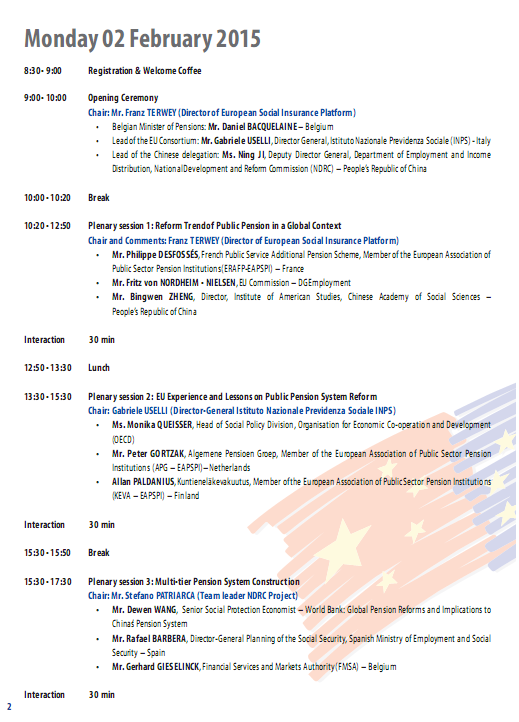 Monday 02 February 2015
8:30 - 9:00 Registration & Welcome Coffee
9:00 - 10:00 Opening Ceremony
Chair: Mr. Franz TERWEY (Director of European Social Insurance Platform)
• Belgian Minister of Pensions: Mr. Daniel BACQUELAINE – Belgium
• Lead of the EU Consortium: Mr. Gabriele USELLI, Director General, Istituto Nazionale Previdenza Sociale (INPS) - Italy
• Lead of the Chinese delegation: Ms. Ning JI, Deputy Director General, Department of Employment and Income
Distribution, National Development and Reform Commission (NDRC) – People's Republic of China
10:00 - 10:20 Break
10:20 - 12:50 Plenary session 1: Reform Trend of Public Pension in a Global Context
Chair and Comments: Franz TERWEY (Director of European Social Insurance Platform)
• Mr. Philippe DESFOSSÉS, French Public Service Additional Pension Scheme, Member of the European Association of
Public Sector Pension Institutions (ERAFP-EAPSPI) – France
• Mr. Fritz von NORDHEIM - NIELSEN, EU Commission – DG Employment
• Mr. Bingwen ZHENG, Director, Institute of American Studies, Chinese Academy of Social Sciences –
People's Republic of China
Interaction 30 min
12:50 - 13:30 Lunch
13:30 - 15:30 Plenary session 2: EU Experience and Lessons on Public Pension System Reform
Chair: Gabriele USELLI (Director-General Istituto Nazionale Previdenza Sociale INPS)
• Ms. Monika QUEISSER, Head of Social Policy Division, Organisation for Economic Co-operation and Development
(OECD)
• Mr. Peter GORTZAK, Algemene Pensioen Groep, Member of the European Association of Public Sector Pension
Institutions (APG – EAPSPI) – Netherlands
• Allan PALDANIUS, Kuntieneläkevakuutus, Member of the European Association of Public Sector Pension Institutions
(KEVA – EAPSPI) – Finland
Interaction 30 min
15:30 - 15:50 Break
15:30 - 17:30 Plenary session 3: Multi-tier Pension System Construction
Chair: Mr. Stefano PATRIARCA (Team leader NDRC Project)
• Mr. Dewen WANG, Senior Social Protection Economist – World Bank: Global Pension Reforms and Implications to
China's Pension System
• Mr. Rafael BARBERA, Director-General Planning of the Social Security, Spanish Ministry of Employment and Social
Security – Spain
• Mr. Gerhard GIESELINCK, Financial Services and Markets Authority (FMSA) – Belgium
Interaction 30 min
2